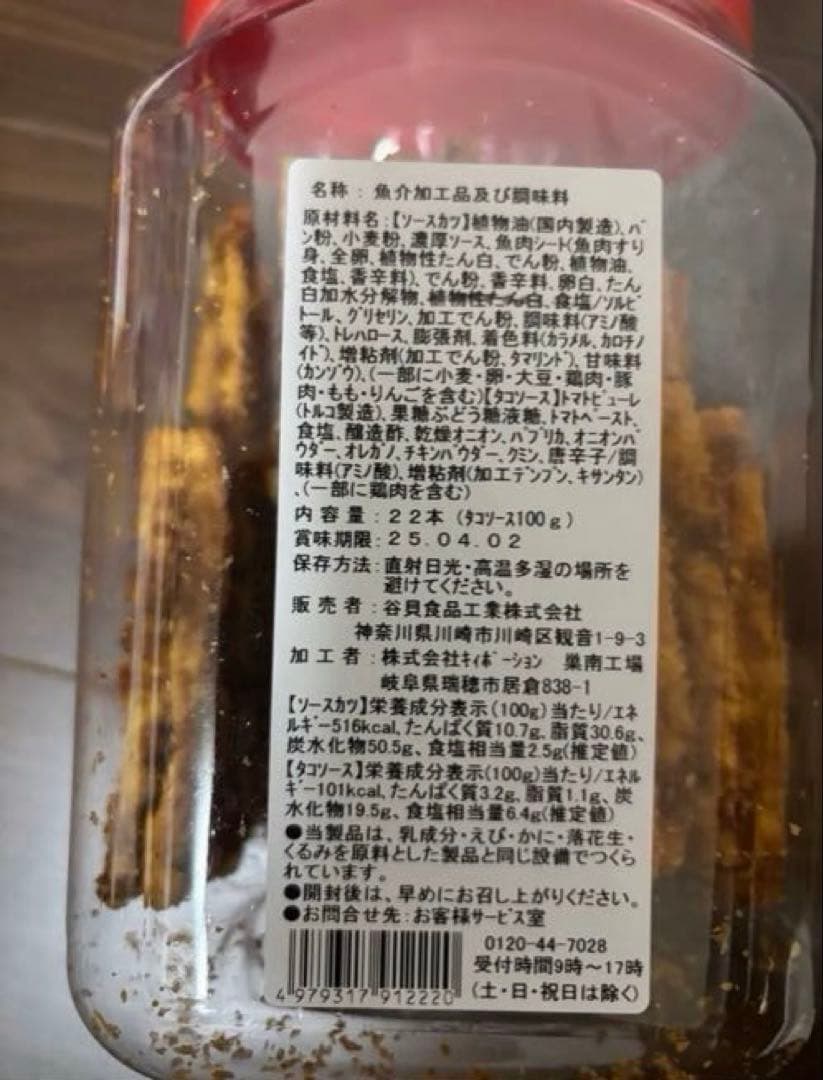 名称：魚介加工品及び調味料
原材料名：【ソースカツ】植物油(国内製造)、パ
ン粉、小麦粉、濃厚ソース、魚肉シート(魚肉すり
身、全卵、植物性たん白、でん粉、植物油、
食塩、香辛料)、でん粉、香辛料、卵白、たん
白加水分解物、植物性たん白、食塩/ソルビ
トール、グリセリン、加工でん粉、調味料(アミノ酸
等)、トレハロース、膨張剤、着色料(カラメル、カロチノ
イド)、増粘剤(加工でん粉、タマリンド)、甘味料
(カンゾウ)、(一部に小麦・卵・大豆・鶏肉・豚
肉・もも・りんごを含む)【タコソース】トマトピューレ
(トルコ製造)、果糖ぶどう糖液糖、トマトペースト、
食塩、醸造酢、乾燥オニオン、パプリカ、オニオンパ
ウダー、オレガノ、チキンパウダー、クミン、唐辛子/調
味料(アミノ酸)、増粘剤(加工デンプン、キサンタン)
、(一部に鶏肉を含む)
内容量：22本 (タコソース100g)
賞味期限：25.04.02
保存方法：直射日光・高温多湿の場所を
避けてください。
販売者：谷貝食品工業株式会社
神奈川県川崎市川崎区観音1-9-3
加工者：株式会社キィポーション 巣南工場
岐阜県瑞穂市居倉838-1
【ソースカツ】栄養成分表示(100g)当たり/エネ
ルギー516kcal、たんぱく質10.7g、脂質30.6g、
炭水化物50.5g、食塩相当量2.5g(推定値)
【タコソース】栄養成分表示(100g)当たり/エネル
ギー101kcal、たんぱく質3.2g、脂質1.1g、炭
水化物19.5g、食塩相当量6.4g(推定値)
●当製品は、乳成分・えび・かに・落花生・
くるみを原料とした製品と同じ設備でつくら
れています。
●開封後は、早めにお召し上がりください。
●お問合せ先：お客様サービス室
0120-44-7028
受付時間9時～17時
(土・日・祝日は除く)
4 979317 912220